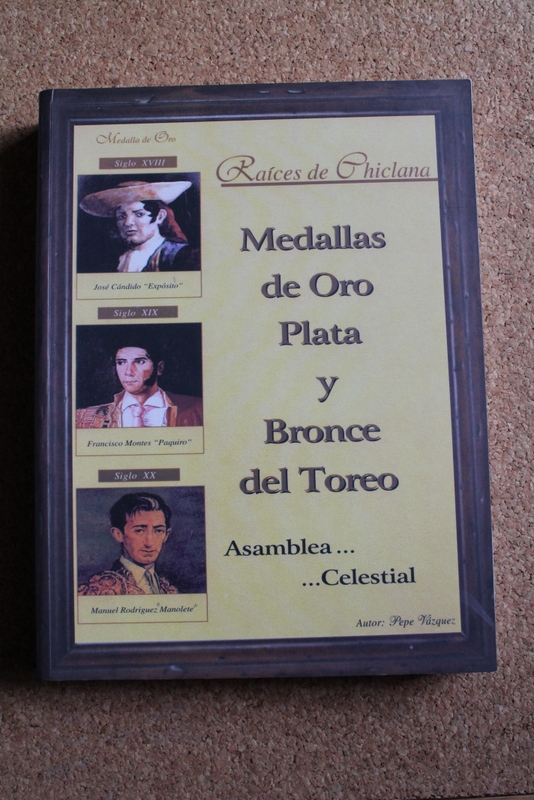 Medalla de Oro
Siglo XVIII
José Cándido "Expósito"
Siglo XIX
Francisco Montes "Paquiro"
Siglo XX
Manuel Rodríguez "Manolete"
Raíces de Chiclana
Medallas
de Oro
Plata
y
Bronce
del Toreo
Asamblea...
...Celestial
Autor: Pepe Vázquez